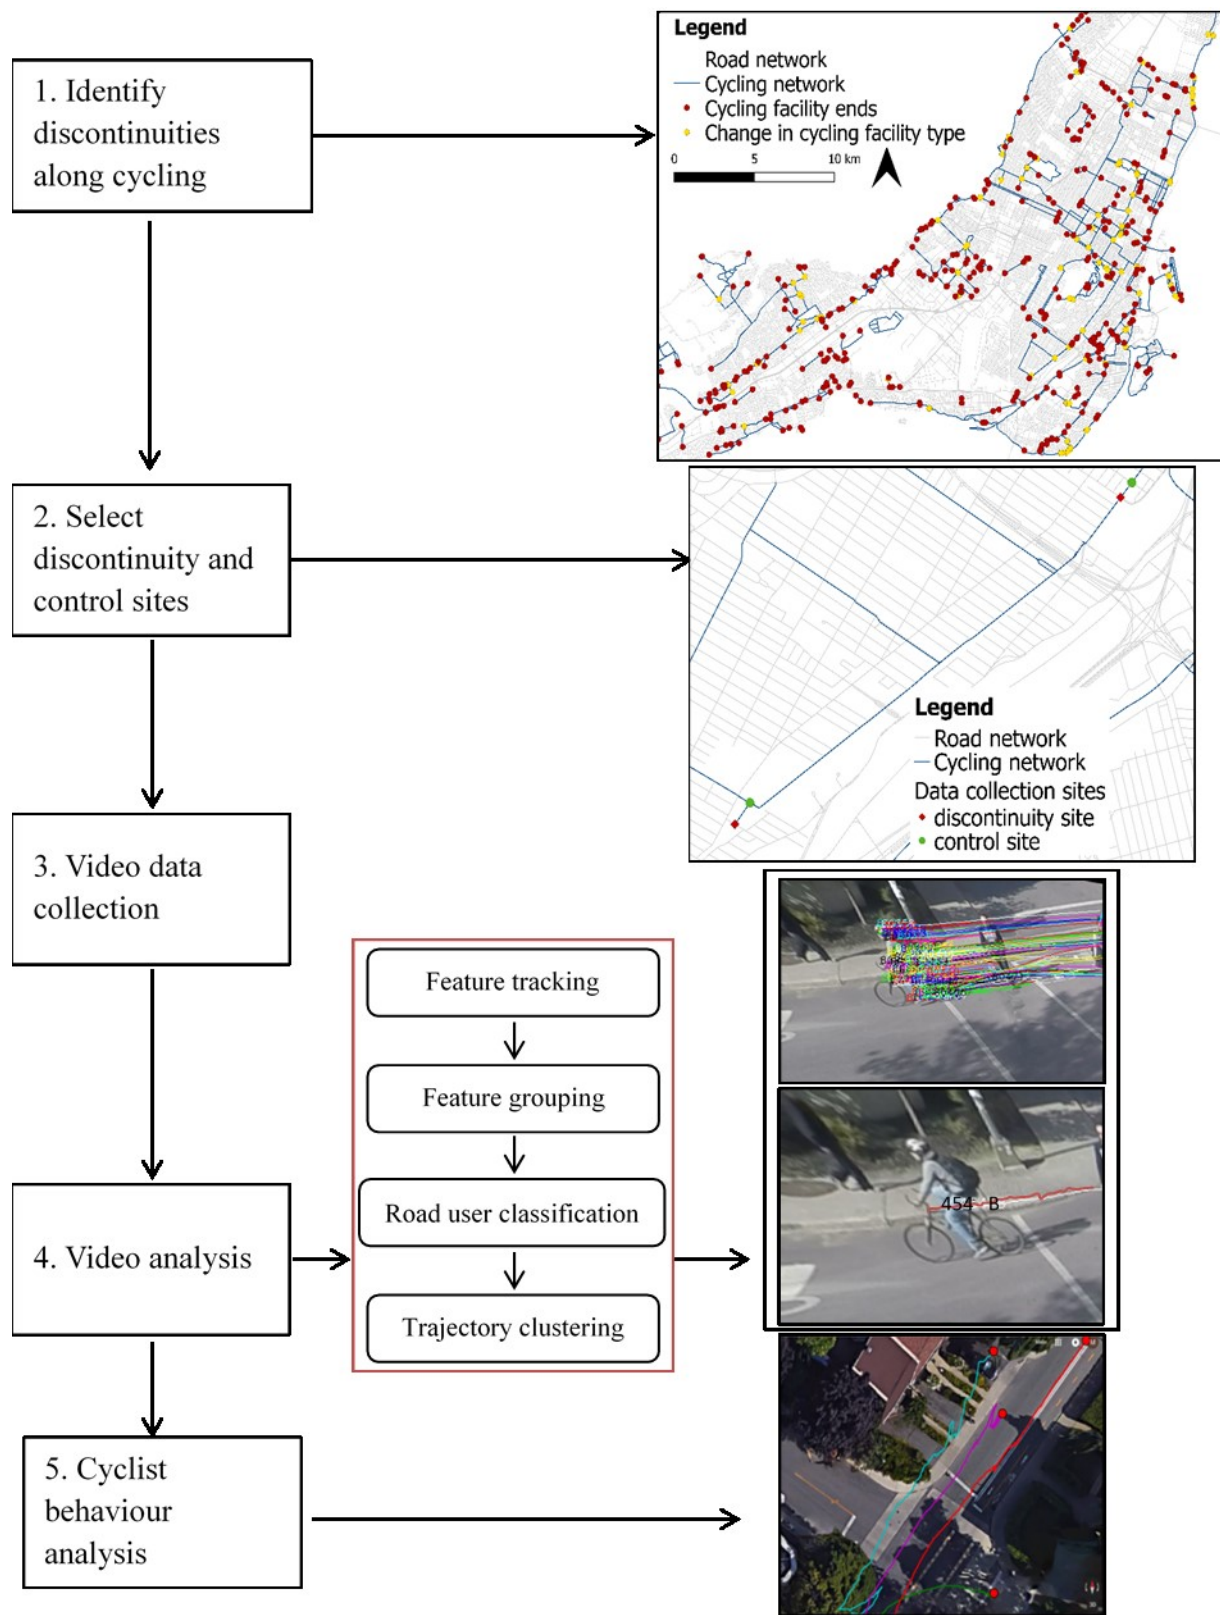 1. Identify
discontinuities
along cycling
Legend
Road network
Cycling network
Cycling facility ends
Change in cycling facility type
0 5 10 km
2. Select
discontinuity and
control sites
Legend
Road network
Cycling network
Data collection sites
discontinuity site
control site
3. Video data
collection
Feature tracking
Feature grouping
Road user classification
Trajectory clustering
454 B
4. Video analysis
5. Cyclist
behaviour
analysis